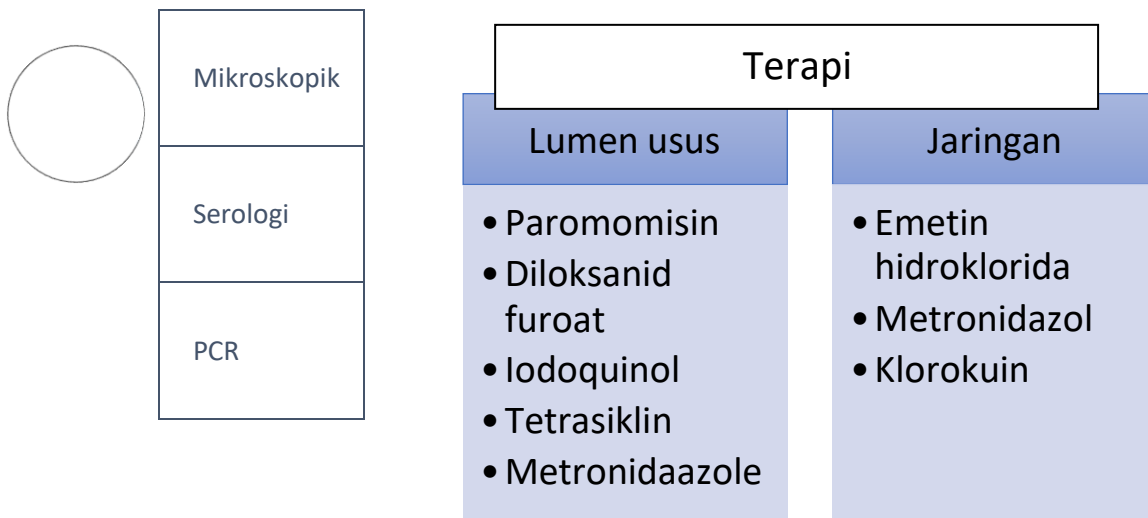 Mikroskopik
Serologi
PCR
Terapi
Lumen usus
• Paromomisin
• Diloksanid
furoat
• Iodoquinol
• Tetrasiklin
• Metronidaazole
Jaringan
• Emetin
hidroklorida
• Metronidazol
• Klorokuin